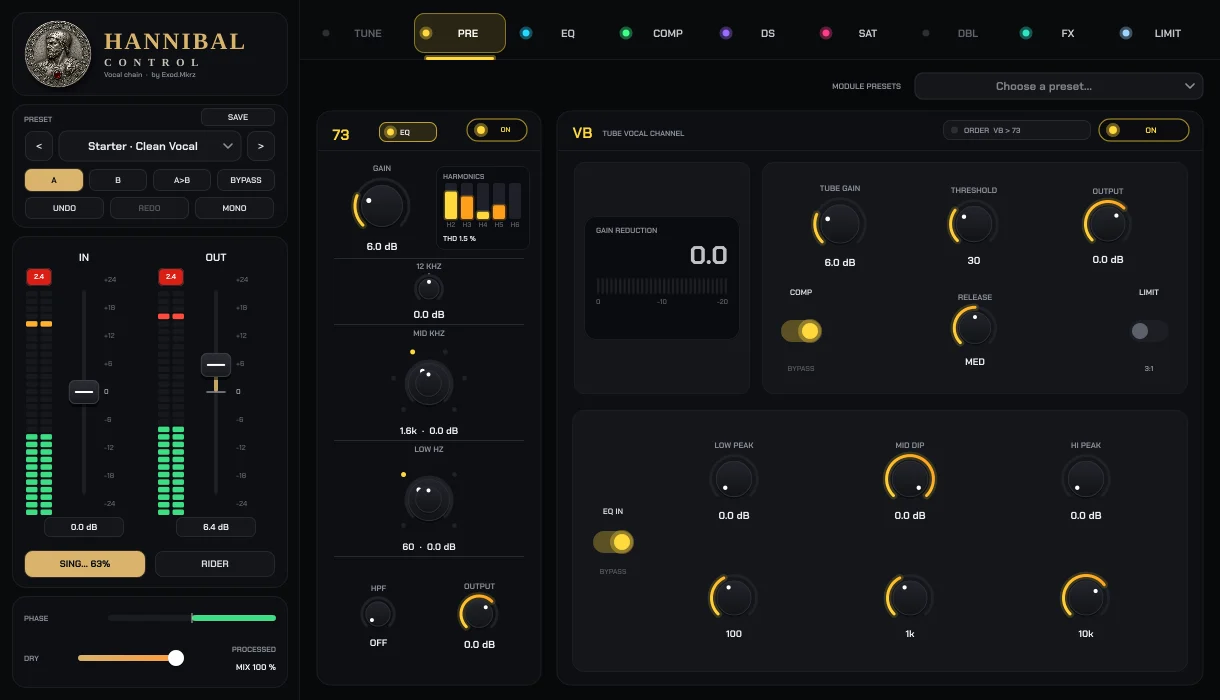 HANNIBAL
CONTROL
Vocal chain · by Exod.Mkrz
PRESET
SAVE
<
Starter · Clean Vocal
>
A
B
A>B
BYPASS
UNDO
REDO
MONO
IN
OUT
2.4
2.4
+24
+18
+12
+6
0
-6
-12
-18
-24
+24
+18
+12
+6
0
-6
-12
-18
-24
0.0 dB
6.4 dB
SING... 63%
RIDER
PHASE
DRY
PROCESSED
MIX 100 %
TUNE
PRE
EQ
COMP
DS
SAT
DBL
FX
LIMIT
MODULE PRESETS
Choose a preset...
73
EQ
ON
GAIN
6.0 dB
HARMONICS
H2 H3 H4 H5 H6
THD 1.5 %
12 KHZ
0.0 dB
MID KHZ
1.6k · 0.0 dB
LOW HZ
60 · 0.0 dB
HPF
OFF
OUTPUT
0.0 dB
VB
TUBE VOCAL CHANNEL
ORDER VB > 73
ON
GAIN REDUCTION
0.0
0 -10 -20
TUBE GAIN
6.0 dB
THRESHOLD
30
OUTPUT
0.0 dB
COMP
BYPASS
RELEASE
MED
LIMIT
3:1
EQ IN
BYPASS
LOW PEAK
0.0 dB
MID DIP
0.0 dB
HI PEAK
0.0 dB
100
1k
10k